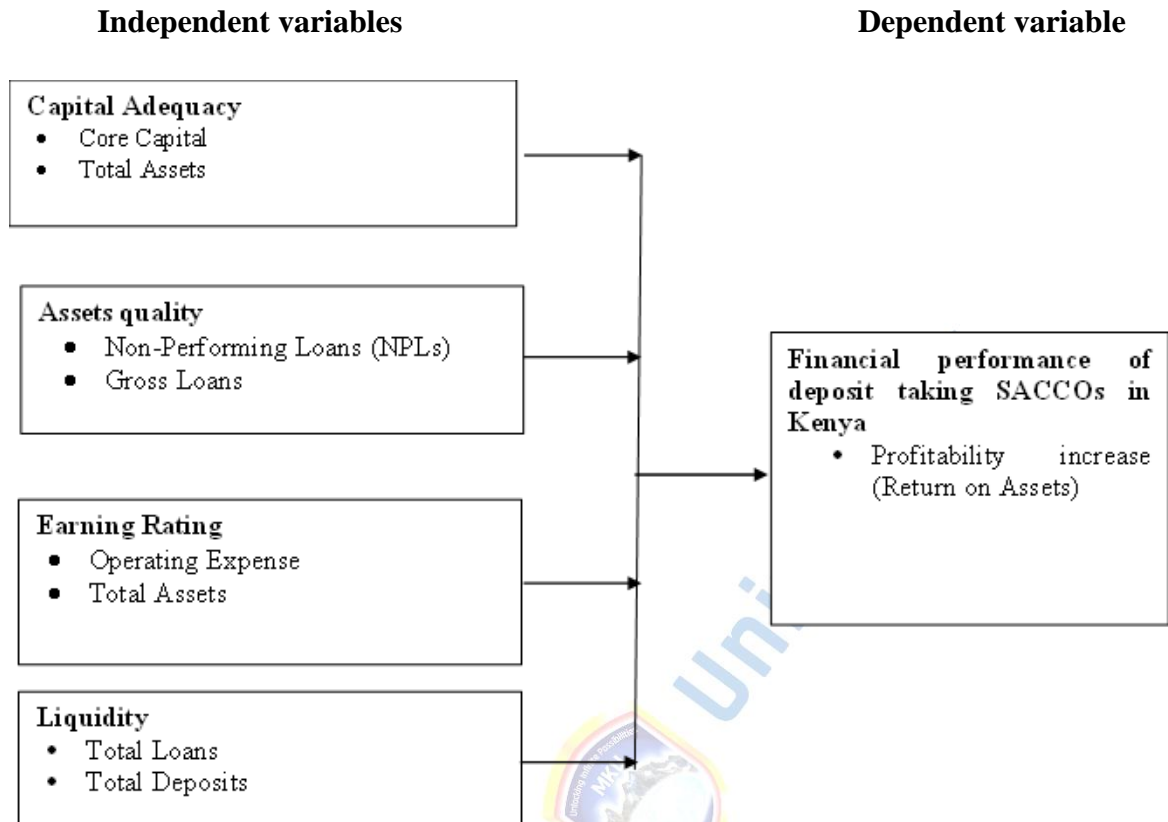 Independent variables
Dependent variable
Capital Adequacy
• Core Capital
• Total Assets
Assets quality
• Non-Performing Loans (NPLs)
• Gross Loans
Earning Rating
• Operating Expense
• Total Assets
Liquidity
• Total Loans
• Total Deposits
Financial performance of
deposit taking SACCOs in
Kenya
• Profitability increase
(Return on Assets)
Uni
MKU